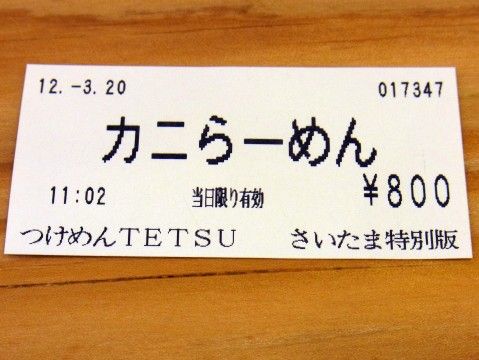 12.-3.20 017347
カニらーめん
11:02 当日限り有効 ¥800
つけめんTETSU さいたま特別版